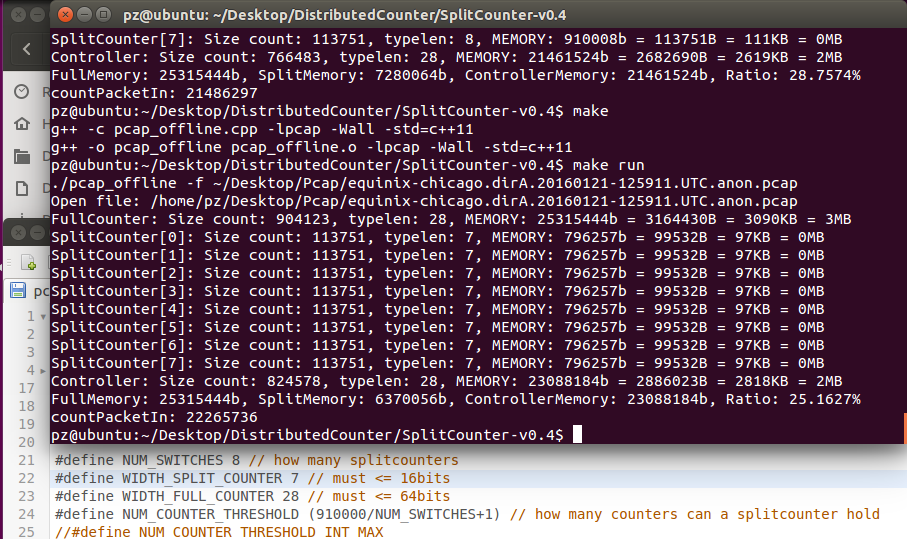 pz@ubuntu: ~/Desktop/DistributedCounter/SplitCounter-v0.4
SplitCounter[7]: Size count: 113751, typelen: 8, MEMORY: 910008b = 113751B = 111KB = 0MB
Controller: Size count: 766483, typelen: 28, MEMORY: 21461524b = 2682690B = 2619KB = 2MB
FullMemory: 25315444b, SplitMemory: 7280064b, ControllerMemory: 21461524b, Ratio: 28.7574%
countPacketIn: 21486297
pz@ubuntu:~/Desktop/DistributedCounter/SplitCounter-v0.4$ make
g++ -c pcap_offline.cpp -lpcap -Wall -std=c++11
g++ -o pcap_offline pcap_offline.o -lpcap -Wall -std=c++11
pz@ubuntu:~/Desktop/DistributedCounter/SplitCounter-v0.4$ make run
./pcap_offline -f ~/Desktop/Pcap/equinix-chicago.dirA.20160121-125911.UTC.anon.pcap
Open file: /home/pz/Desktop/Pcap/equinix-chicago.dirA.20160121-125911.UTC.anon.pcap
FullCounter: Size count: 904123, typelen: 28, MEMORY: 25315444b = 3164430B = 3090KB = 3MB
SplitCounter[0]: Size count: 113751, typelen: 7, MEMORY: 796257b = 99532B = 97KB = 0MB
SplitCounter[1]: Size count: 113751, typelen: 7, MEMORY: 796257b = 99532B = 97KB = 0MB
SplitCounter[2]: Size count: 113751, typelen: 7, MEMORY: 796257b = 99532B = 97KB = 0MB
SplitCounter[3]: Size count: 113751, typelen: 7, MEMORY: 796257b = 99532B = 97KB = 0MB
SplitCounter[4]: Size count: 113751, typelen: 7, MEMORY: 796257b = 99532B = 97KB = 0MB
SplitCounter[5]: Size count: 113751, typelen: 7, MEMORY: 796257b = 99532B = 97KB = 0MB
SplitCounter[6]: Size count: 113751, typelen: 7, MEMORY: 796257b = 99532B = 97KB = 0MB
SplitCounter[7]: Size count: 113751, typelen: 7, MEMORY: 796257b = 99532B = 97KB = 0MB
Controller: Size count: 824578, typelen: 28, MEMORY: 23088184b = 2886023B = 2818KB = 2MB
FullMemory: 25315444b, SplitMemory: 6370056b, ControllerMemory: 23088184b, Ratio: 25.1627%
countPacketIn: 22265736
pz@ubuntu:~/Desktop/DistributedCounter/SplitCounter-v0.4$
1
2
3
4
17
18
19
20
21 #define NUM_SWITCHES 8 // how many splitcounters
22 #define WIDTH_SPLIT_COUNTER 7 // must <= 16bits
23 #define WIDTH_FULL_COUNTER 28 // must <= 64bits
24 #define NUM_COUNTER_THRESHOLD (910000/NUM_SWITCHES+1) // how many counters can a splitcounter hold
25 //#define NUM_COUNTER_THRESHOLD INT_MAX